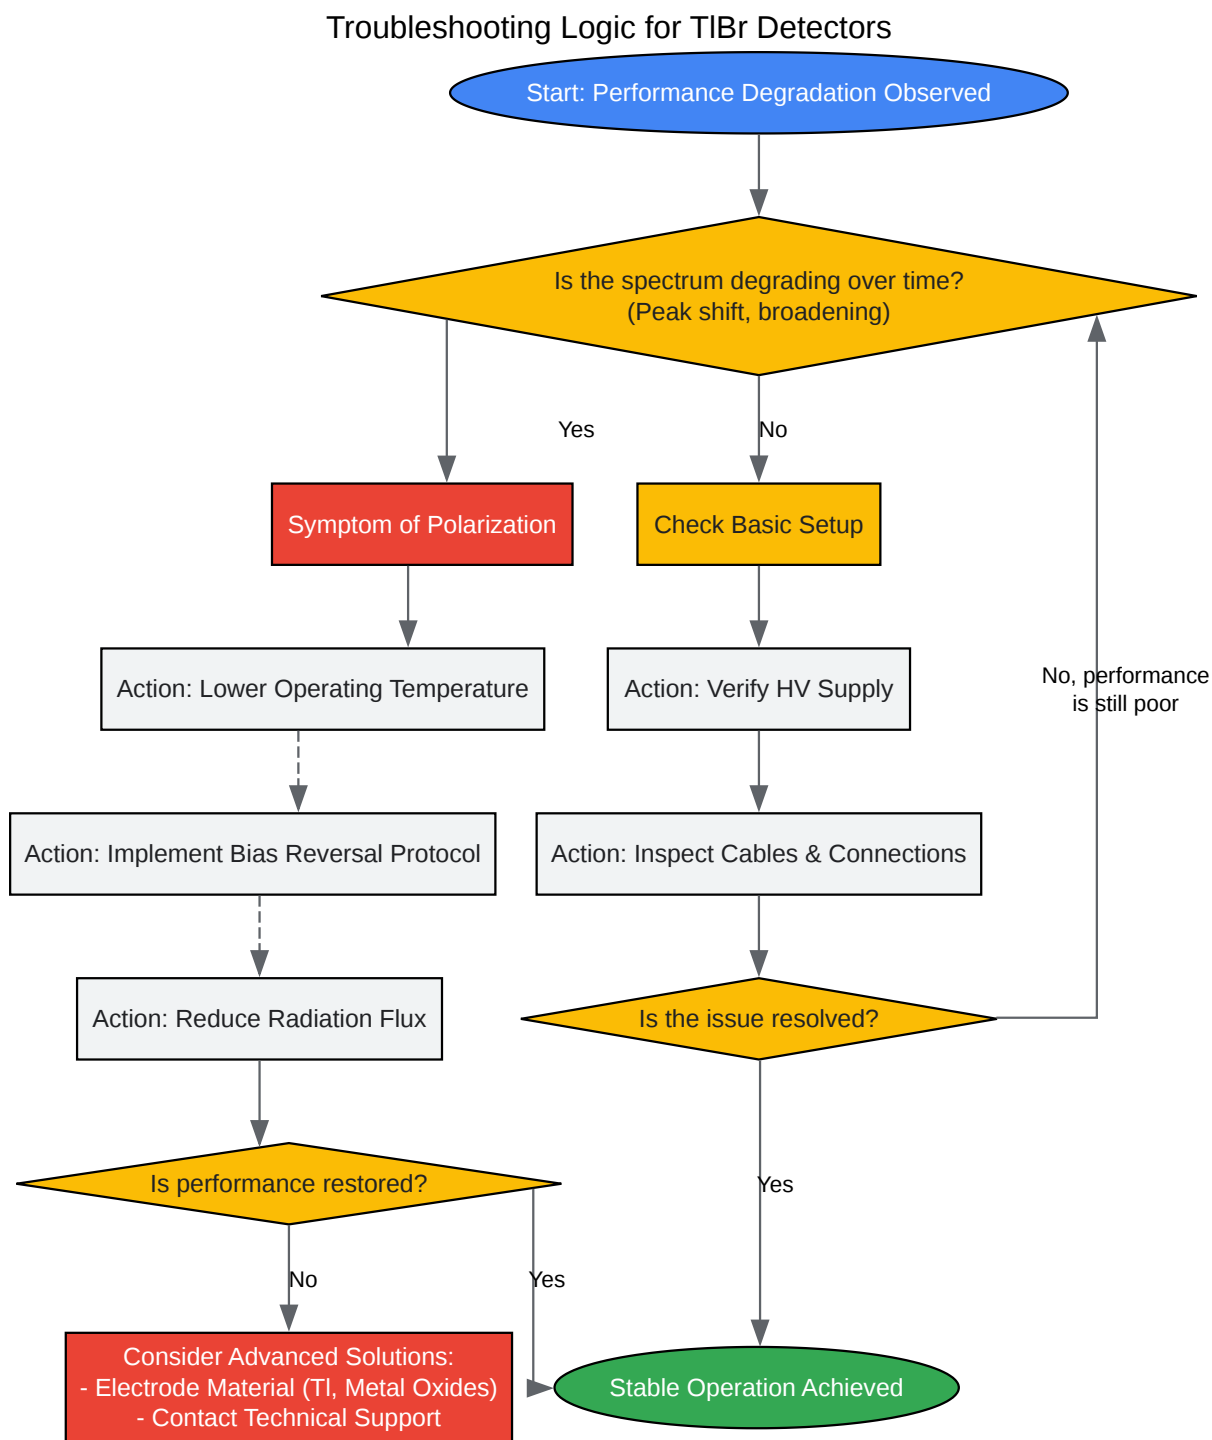 Troubleshooting Logic for TlBr Detectors
Start: Performance Degradation Observed
Is the spectrum degrading over time?
(Peak shift, broadening)
Yes
No
Symptom of Polarization
Check Basic Setup
Action: Lower Operating Temperature
Action: Verify HV Supply
No, performance
is still poor
Action: Implement Bias Reversal Protocol
Action: Inspect Cables & Connections
Action: Reduce Radiation Flux
Is the issue resolved?
Is performance restored?
Yes
No
Yes
Consider Advanced Solutions:
- Electrode Material (Tl, Metal Oxides)
- Contact Technical Support
Stable Operation Achieved